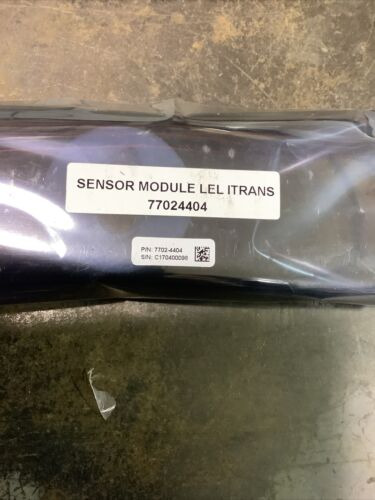 SENSOR MODULE LEL ITRANS
77024404
P/N: 7702-4404
S/N: C170400098